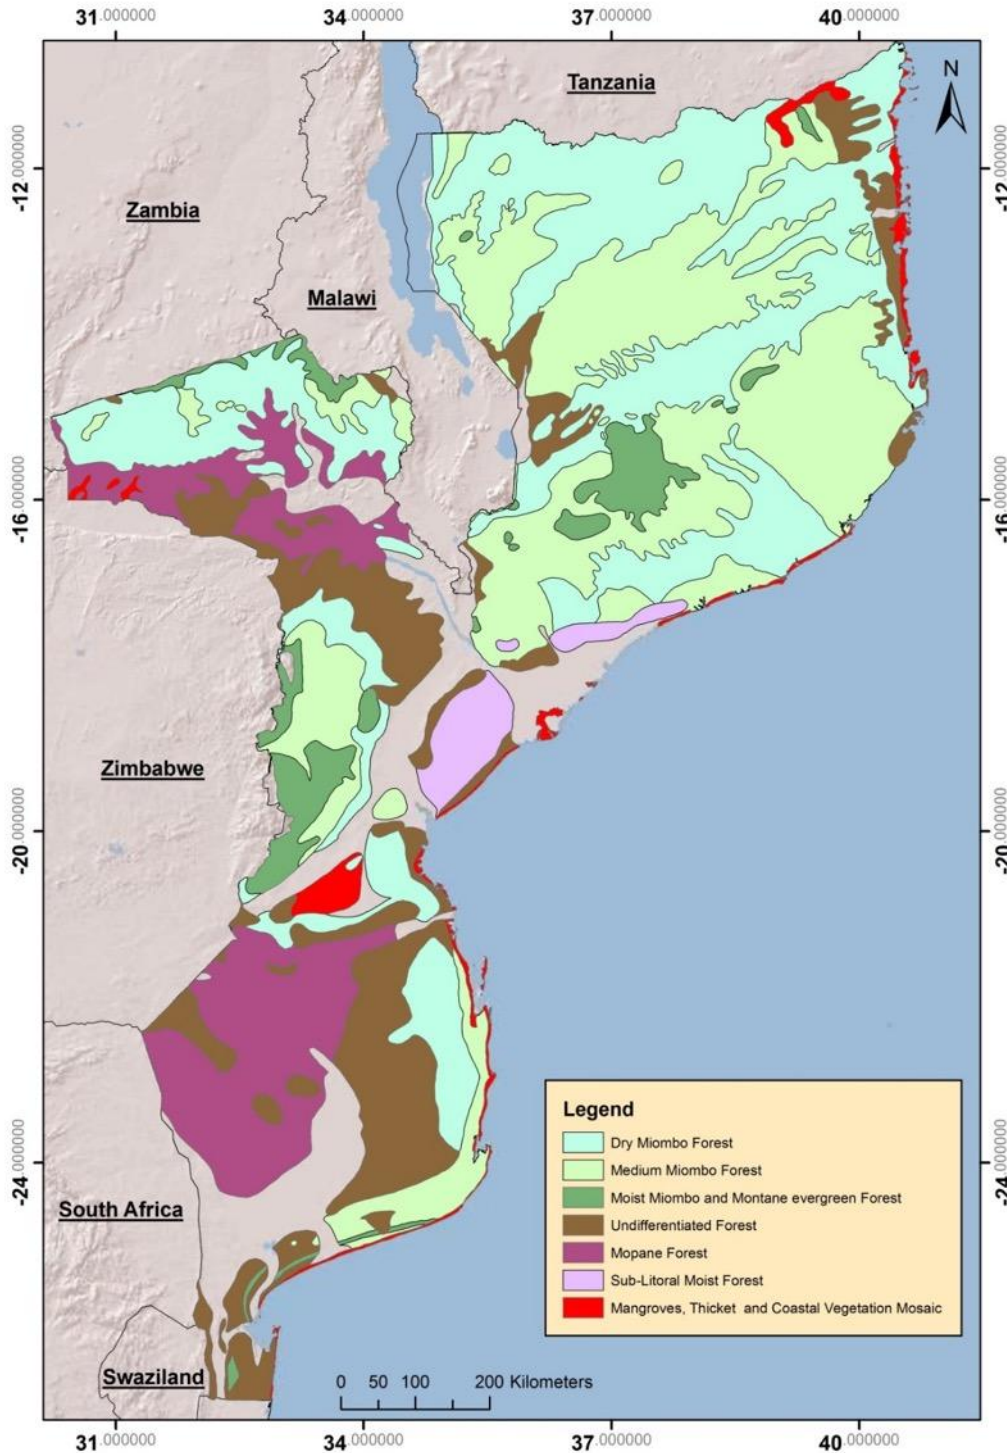 31.000000 34.000000 37.000000 40.000000
Tanzania
N
-12.000000 -12.000000
Zambia
Malawi
-16.000000 -16.000000
Zimbabwe
-20.000000 -20.000000
Legend
Dry Miombo Forest
Medium Miombo Forest
-24.000000 -24.000000
Moist Miombo and Montane evergreen Forest
South Africa
Undifferentiated Forest
Mopane Forest
Sub-Litoral Moist Forest
Mangroves, Thicket and Coastal Vegetation Mosaic
Swaziland
0 50 100 200 Kilometers
31.000000 34.000000 37.000000 40.000000